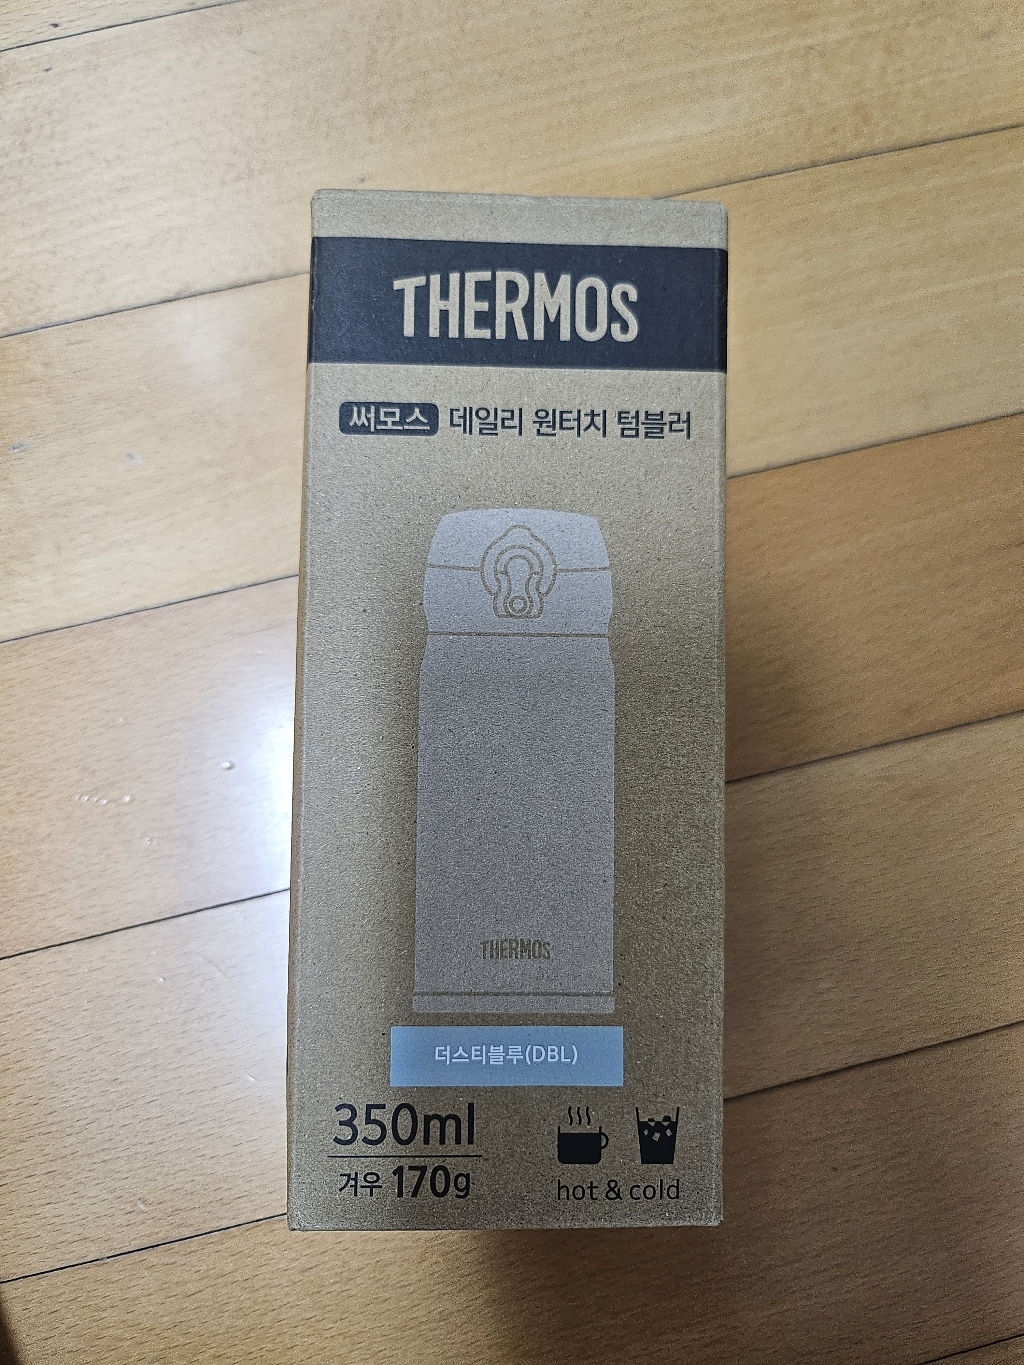 THERMOS
써모스 데일리 원터치 텀블러
THERMOS
더스티블루(DBL)
350ml
겨우 170g
hot & cold